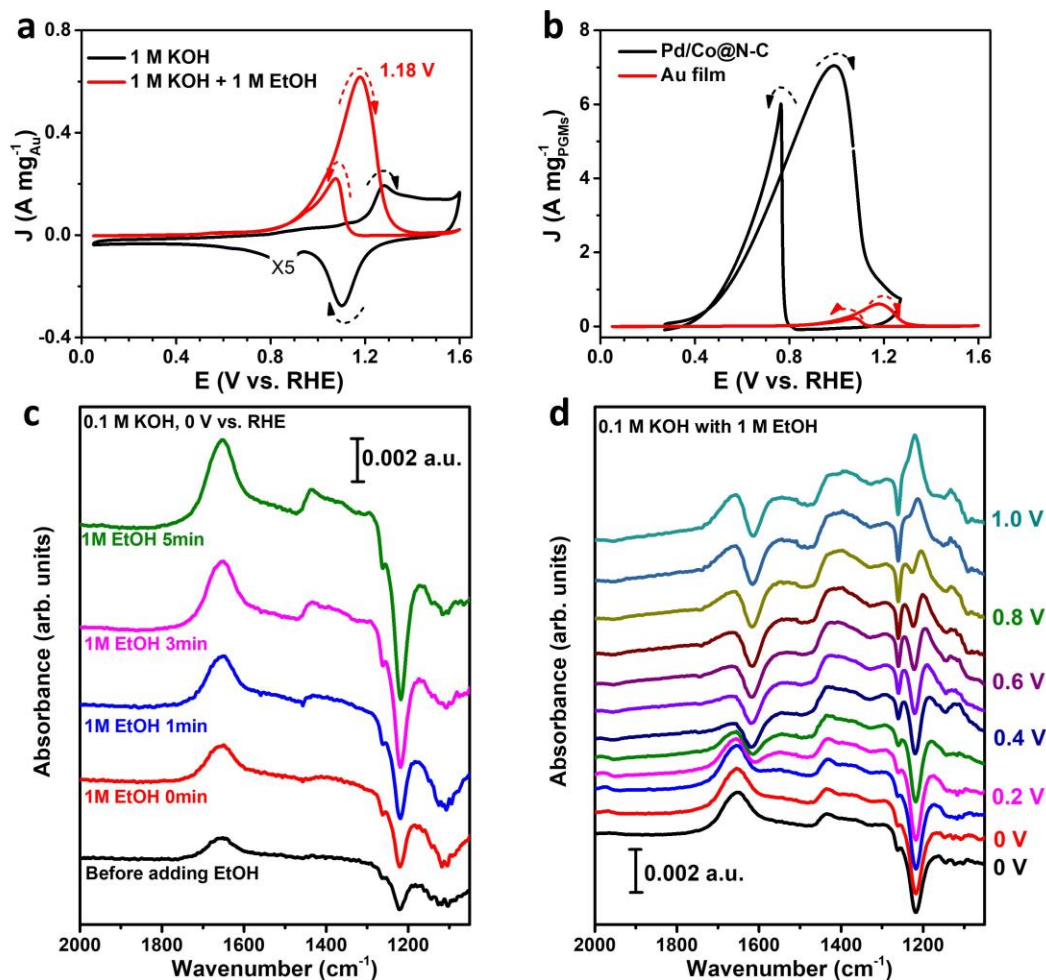 a
0.8
0.4
0.0
-0.4
J (A mg⁻¹Au)
1 M KOH
1 M KOH + 1 M EtOH
1.18 V
X5
0.0 0.4 0.8 1.2 1.6
E (V vs. RHE)
b
8
6
4
2
0
J (A mg⁻¹PGMs)
Pd/Co@N-C
Au film
0.0 0.4 0.8 1.2 1.6
E (V vs. RHE)
c
0.1 M KOH, 0 V vs. RHE
0.002 a.u.
Absorbance (arb. units)
1M EtOH 5min
1M EtOH 3min
1M EtOH 1min
1M EtOH 0min
Before adding EtOH
2000 1800 1600 1400 1200
Wavenumber (cm⁻¹)
d
0.1 M KOH with 1 M EtOH
Absorbance (arb. units)
1.0 V
0.8 V
0.6 V
0.4 V
0.2 V
0 V
0 V
0.002 a.u.
2000 1800 1600 1400 1200
Wavenumber (cm⁻¹)